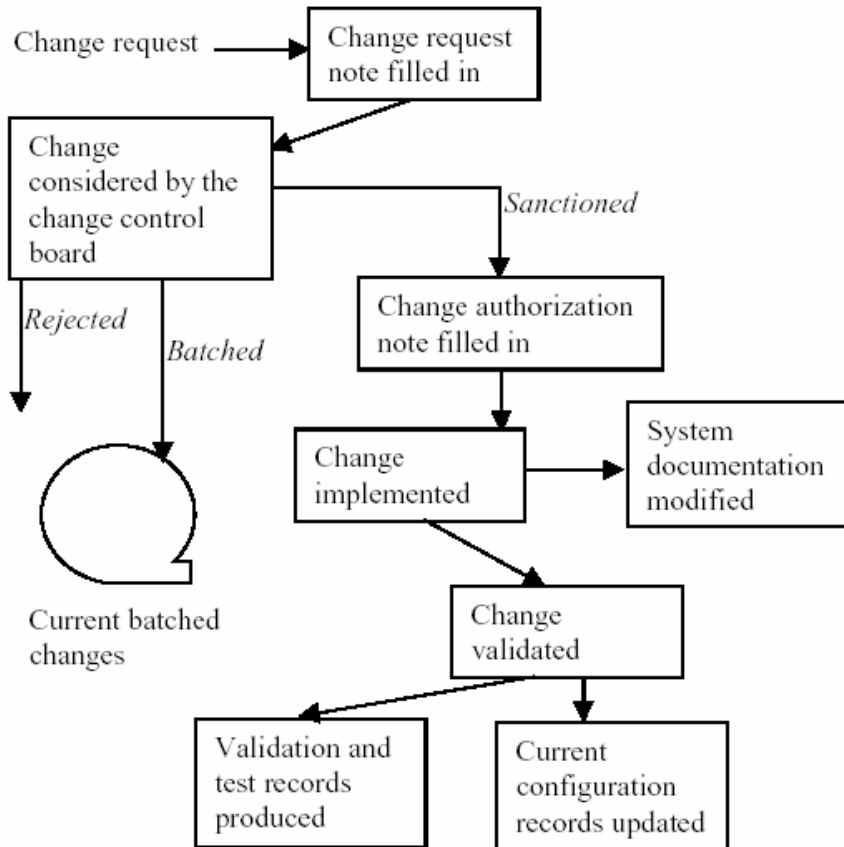 Change request
Change request
note filled in
Change
considered by the
change control
board
Sanctioned
Rejected
Batched
Change authorization
note filled in
Change
implemented
System
documentation
modified
Current batched
changes
Change
validated
Validation and
test records
produced
Current
configuration
records updated